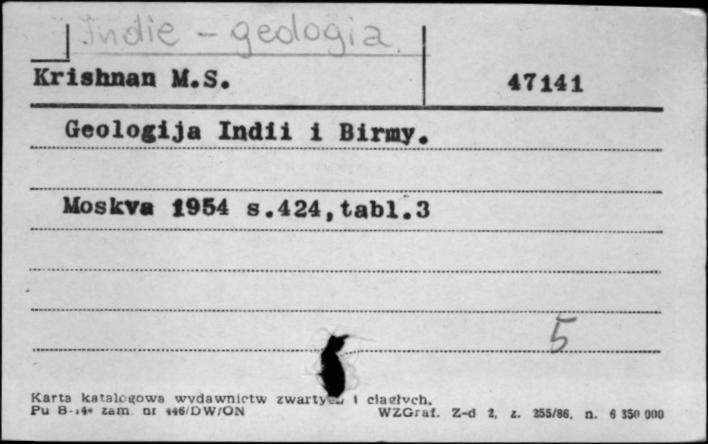 Indie - geologia
Krishnan M.S.
47141
Geologija Indii i Birmy.
Moskva 1954 s.424,tabl.3
5
Karta katalogowa wydawnictw zwartych i ciągłych.
Pu B-144 zam. nr 446/DW/ON WZGraf. Z-d 2, z. 255/86. n. 6 350 000